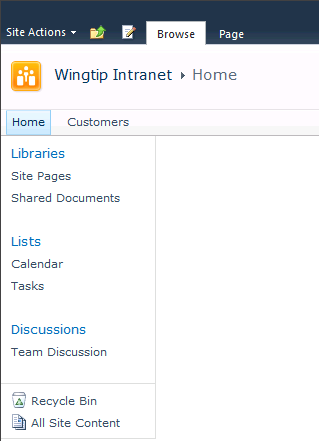 Site Actions Browse Page
Wingtip Intranet Home
Home Customers
Libraries
Site Pages
Shared Documents
Lists
Calendar
Tasks
Discussions
Team Discussion
Recycle Bin
All Site Content